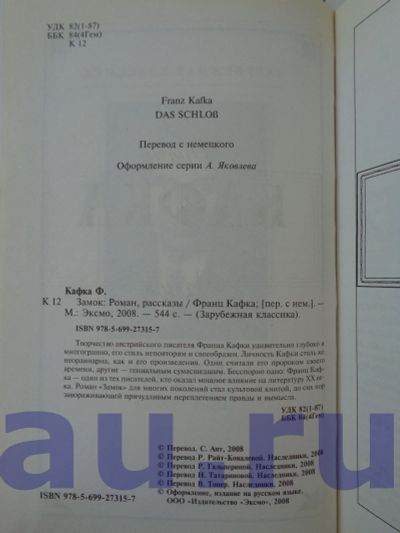 УДК 82(1-87)
ББК 84(4Гем)
К 12
Franz Kafka
DAS SCHLOß
Перевод с немецкого
Оформление серии А. Яковлева
Кафка Ф.
К 12 Замок: Роман, рассказы / Франц Кафка; [пер. с нем.]. –
М.: Эксмо, 2008. — 544 с. — (Зарубежная классика).
ISBN 978-5-699-27315-7
Творчество австрийского писателя Франца Кафки удивительно глубоко и
многогранно, его стиль неповторим и своеобразен. Личность Кафки столь же
неординарна, как и его произведения. Одни считали его пророком своего
времени, другие — гениальным сумасшедшим. Бесспорно одно: Франц Каф-
ка – один из тех писателей, кто оказал мощное влияние на литературу XX ве-
ка. Роман «Замок» для многих поколений стал культовой книгой, до сих пор
завораживающей причудливым переплетением правды и вымысла.
УДК 82(1-87)
ББК 84(4Гем)
© Перевод. С. Апт, 2008
© Перевод Р. Райт-Ковалевой. Наследники, 2008
© Перевод Р. Гальпериной. Наследники, 2008
© Перевод Н. Татариновой. Наследники, 2008
© Перевод В. Топер. Наследники, 2008
© Оформление, издание на русском языке.
ООО «Издательство «Эксмо», 2008
ISBN 978-5-699-27315-7
au.ru